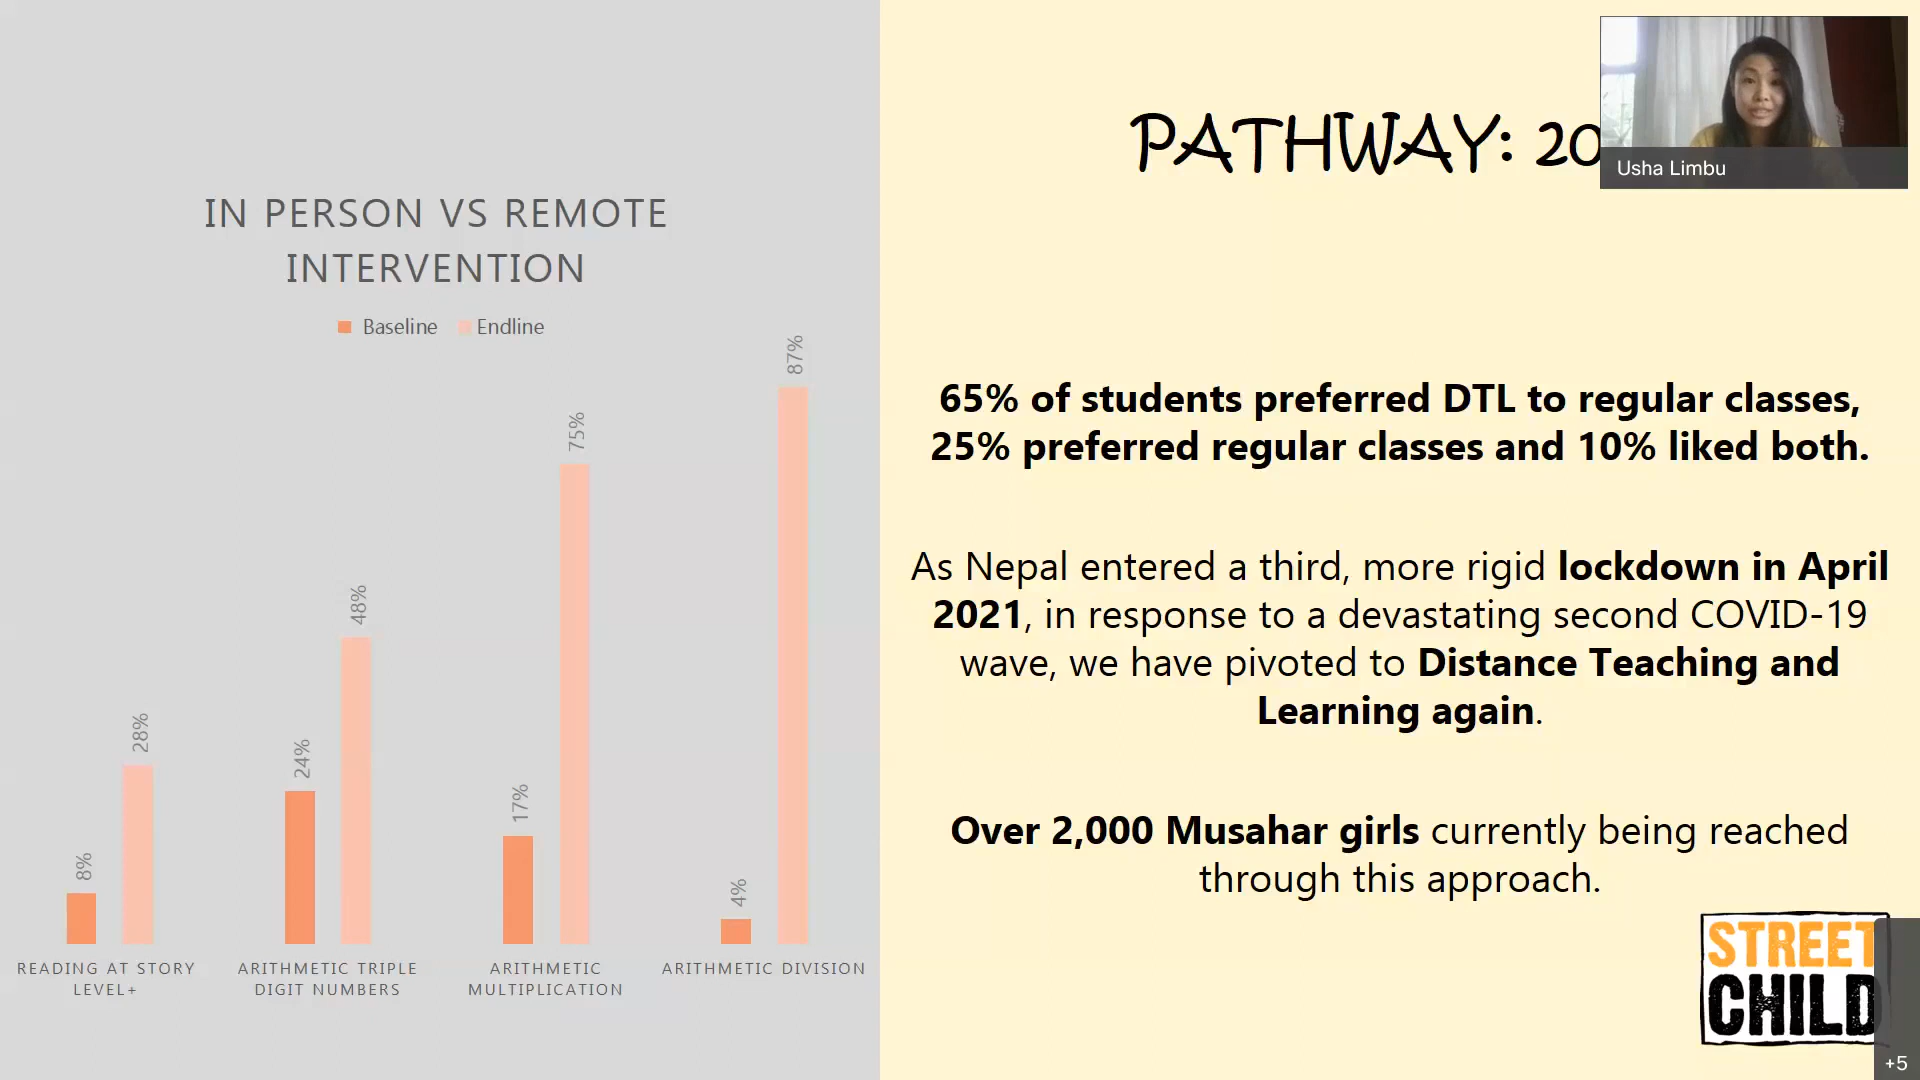 IN PERSON VS REMOTE
INTERVENTION
Baseline Endline
8%
28%
24%
48%
17%
75%
4%
87%
READING AT STORY
LEVEL+
ARITHMETIC TRIPLE
DIGIT NUMBERS
ARITHMETIC
MULTIPLICATION
ARITHMETIC DIVISION
PATHWAY: 20
Usha Limbu
65% of students preferred DTL to regular classes,
25% preferred regular classes and 10% liked both.
As Nepal entered a third, more rigid lockdown in April
2021, in response to a devastating second COVID-19
wave, we have pivoted to Distance Teaching and
Learning again.
Over 2,000 Musahar girls currently being reached
through this approach.
STREET
CHILD
+5